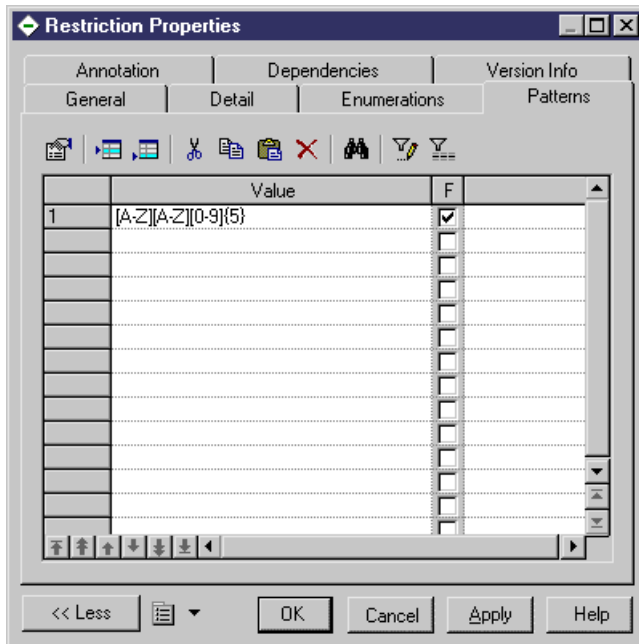 Restriction Properties
Annotation Dependencies Version Info
General Detail Enumerations Patterns
Value F
1 [A-Z][A-Z][0-9]{5}
<< Less OK Cancel Apply Help